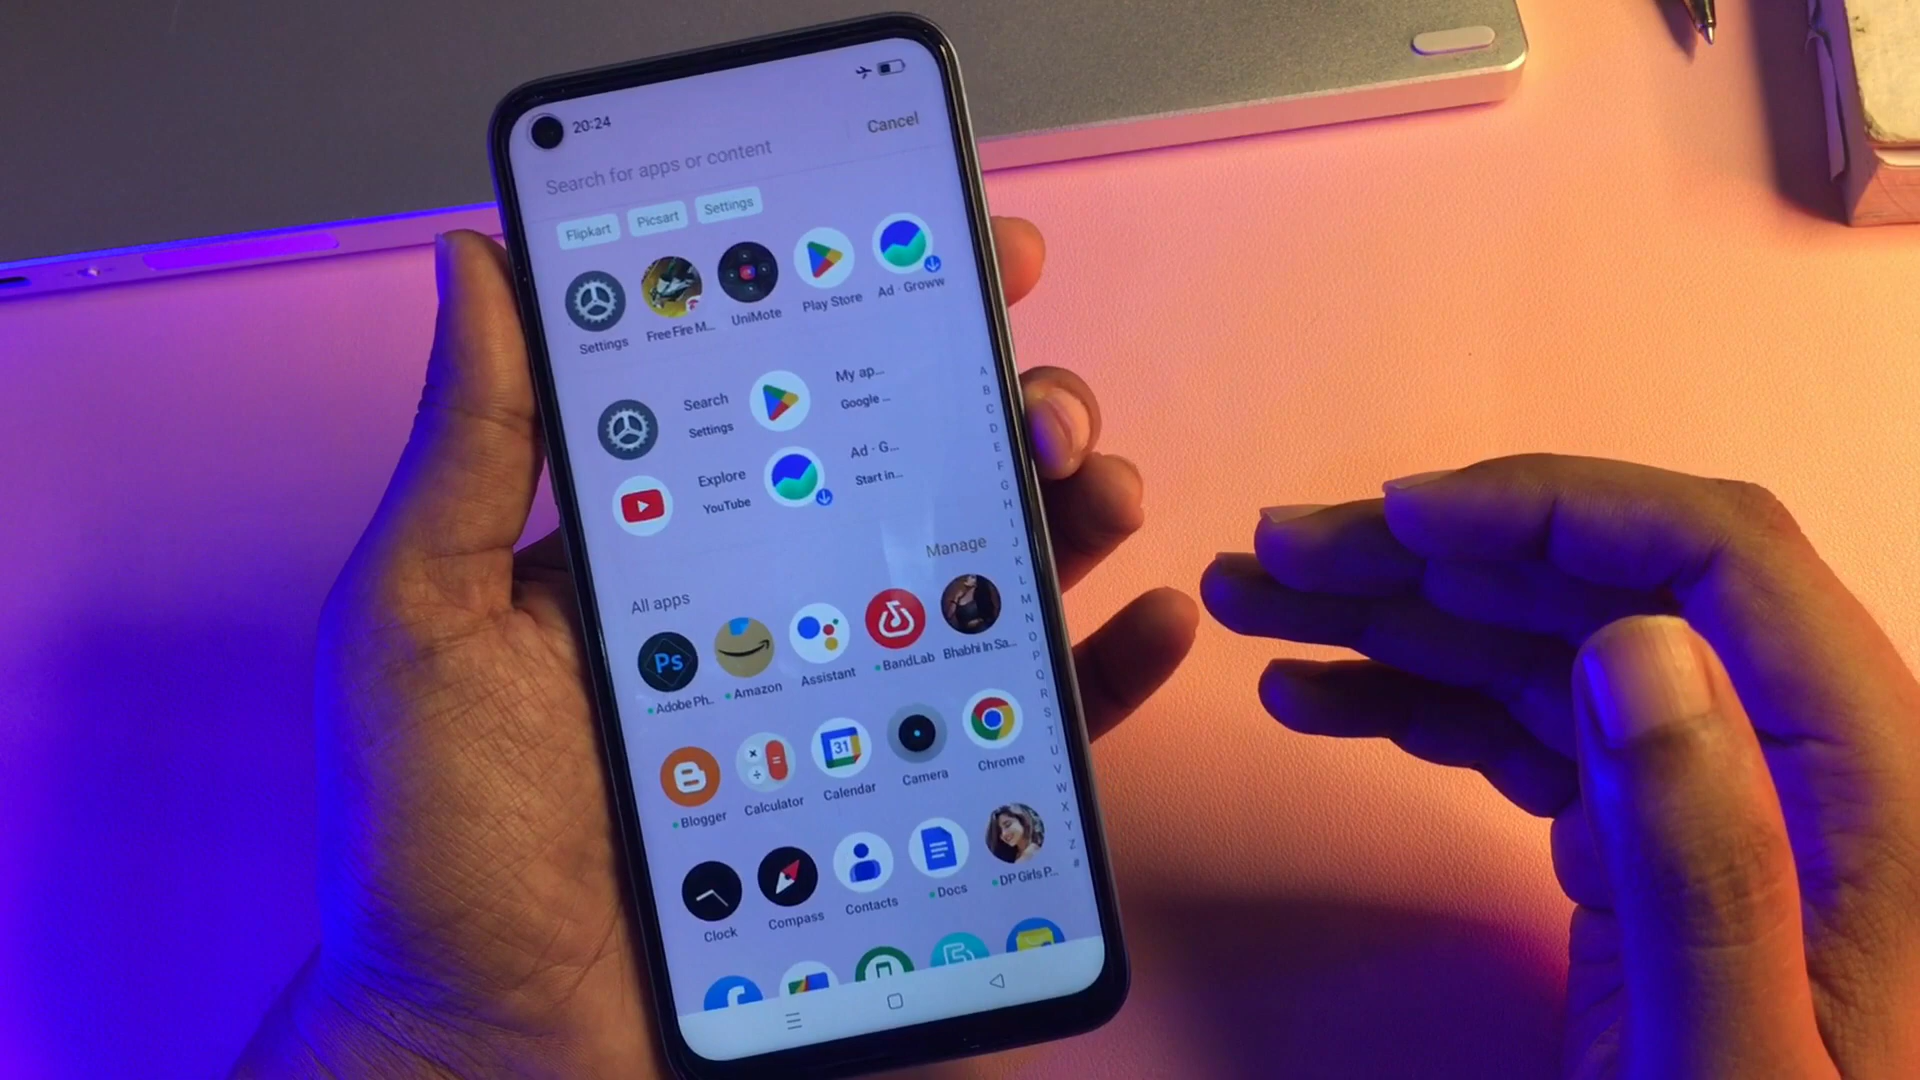 20:24
Cancel
Search for apps or content
Flipkart Picsart Settings
Settings Free Fire M... UniMote Play Store Ad · Groww
Search
Settings
My ap...
Google ...
Explore
YouTube
Ad · G...
Start in...
Manage
All apps
Ps
Adobe Ph.. Amazon Assistant BandLab Bhabhi In Sa...
31
Blogger Calculator Calendar Camera Chrome
Clock Compass Contacts Docs DP Girls P...
A
B
C
D
E
F
G
H
I
J
K
L
M
N
O
P
Q
R
S
T
U
V
W
X
Y
Z
#